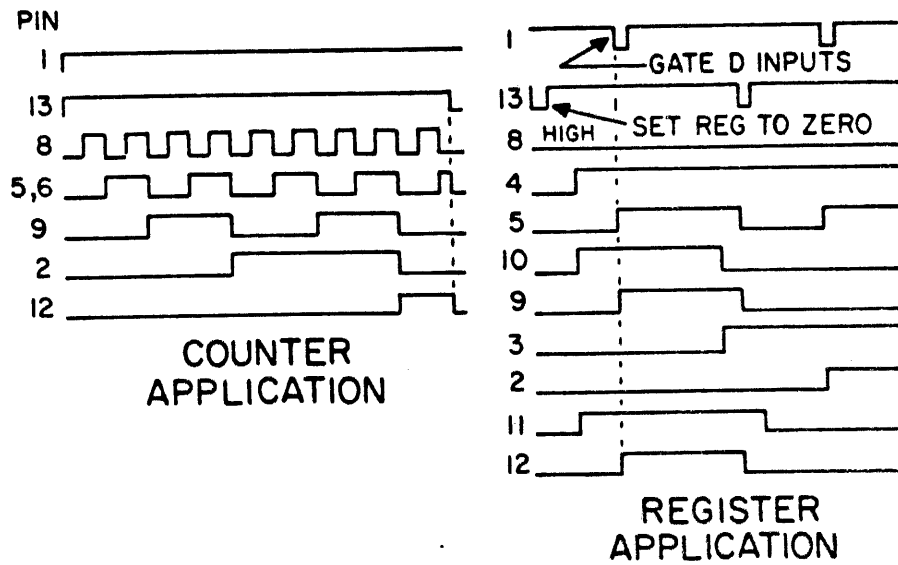 PIN
1
13
8
5,6
9
2
12
COUNTER
APPLICATION
1
GATE D INPUTS
13
SET REG TO ZERO
HIGH
8
4
5
10
9
3
2
11
12
REGISTER
APPLICATION